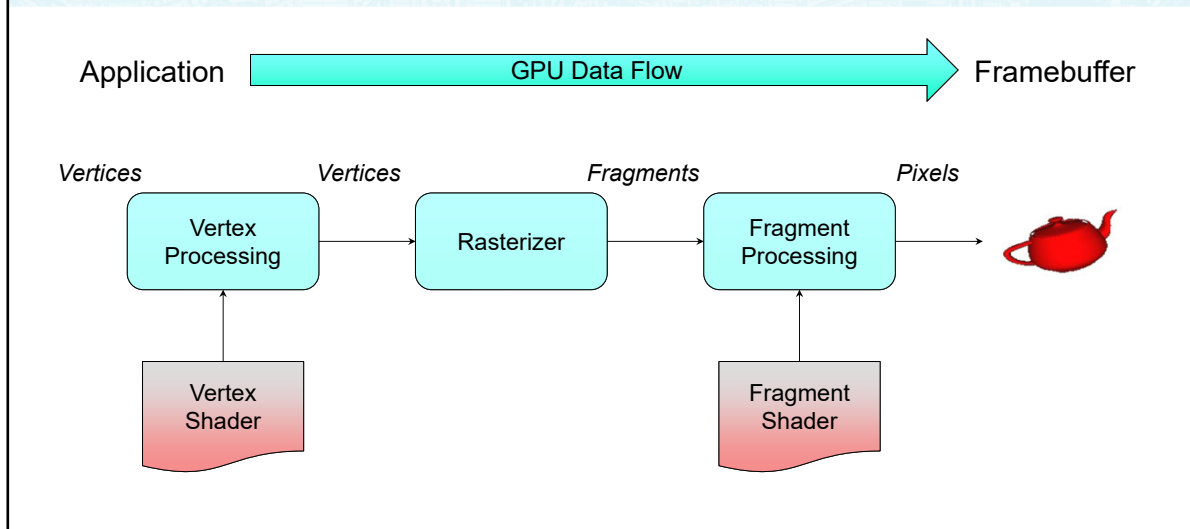 Application
GPU Data Flow
Framebuffer
Vertices
Vertices
Fragments
Pixels
Vertex
Processing
Rasterizer
Fragment
Processing
Vertex
Shader
Fragment
Shader